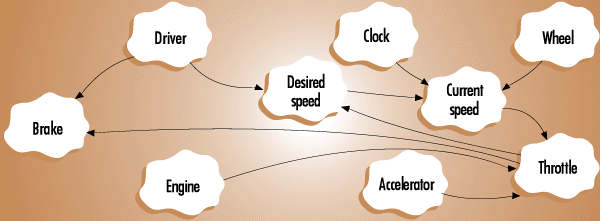 Driver
Clock
Wheel
Desired
speed
Current
speed
Brake
Engine
Accelerator
Throttle